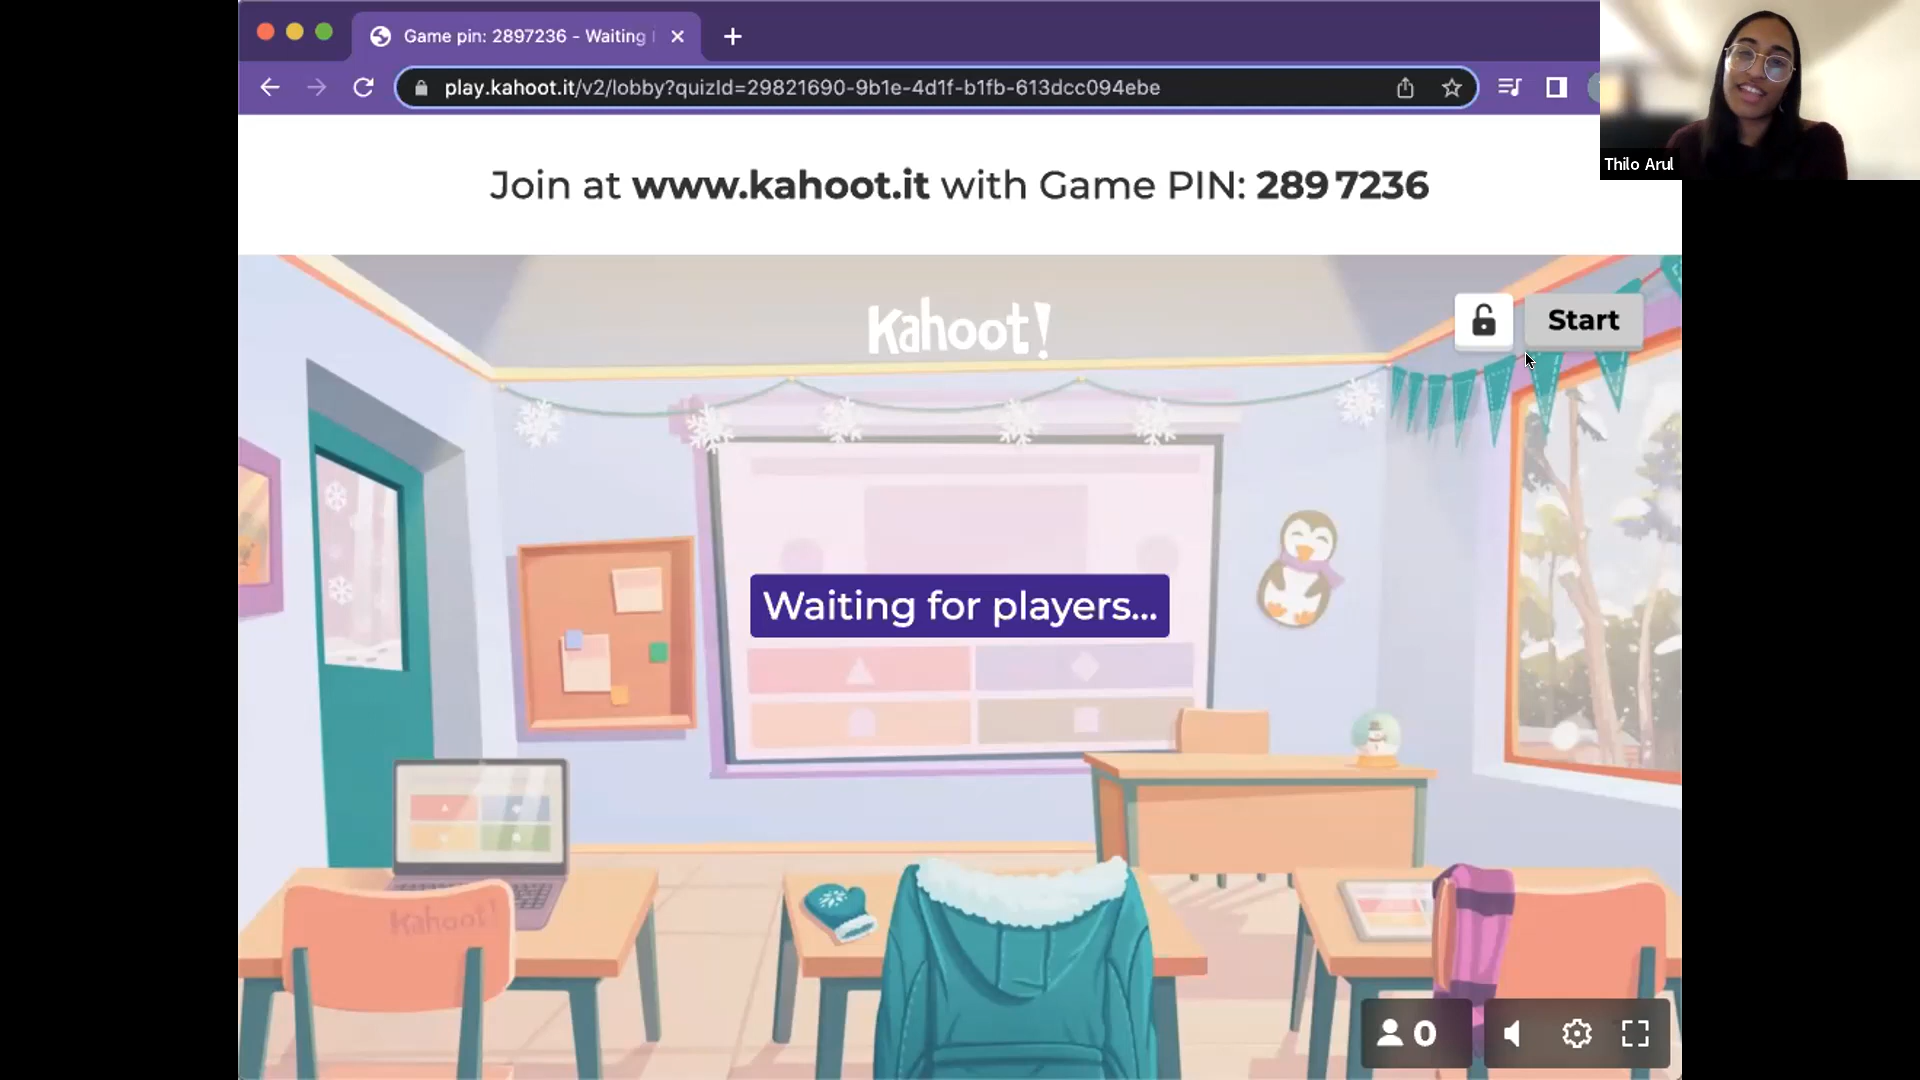 Game pin: 2897236 - Waiting
play.kahoot.it/v2/lobby?quizId=29821690-9b1e-4d1f-b1fb-613dcc094ebe
Thilo Arul
Join at www.kahoot.it with Game PIN: 289 7236
Kahoot!
Start
Waiting for players...
Kahoot!
0